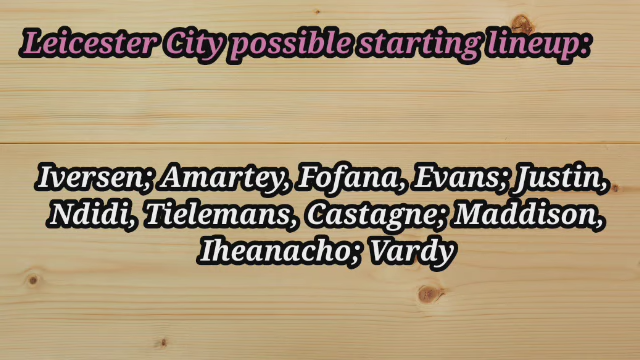 Leicester City possible starting lineup:
Iversen; Amartey, Fofana, Evans; Justin,
Ndidi, Tielemans, Castagne; Maddison,
Iheanacho; Vardy